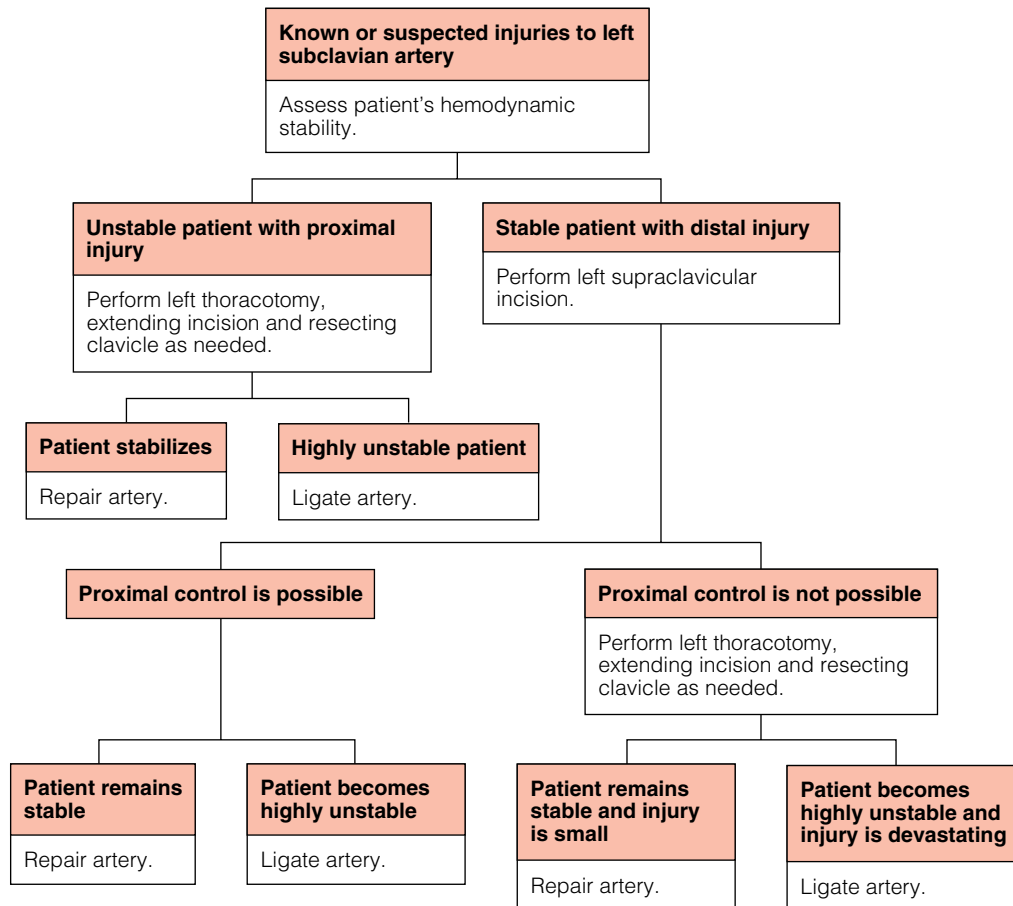 Known or suspected injuries to left
subclavian artery
Assess patient's hemodynamic
stability.
Unstable patient with proximal
injury
Perform left thoracotomy,
extending incision and resecting
clavicle as needed.
Stable patient with distal injury
Perform left supraclavicular
incision.
Patient stabilizes
Repair artery.
Highly unstable patient
Ligate artery.
Proximal control is possible
Proximal control is not possible
Perform left thoracotomy,
extending incision and resecting
clavicle as needed.
Patient remains
stable
Repair artery.
Patient becomes
highly unstable
Ligate artery.
Patient remains
stable and injury
is small
Repair artery.
Patient becomes
highly unstable and
injury is devastating
Ligate artery.